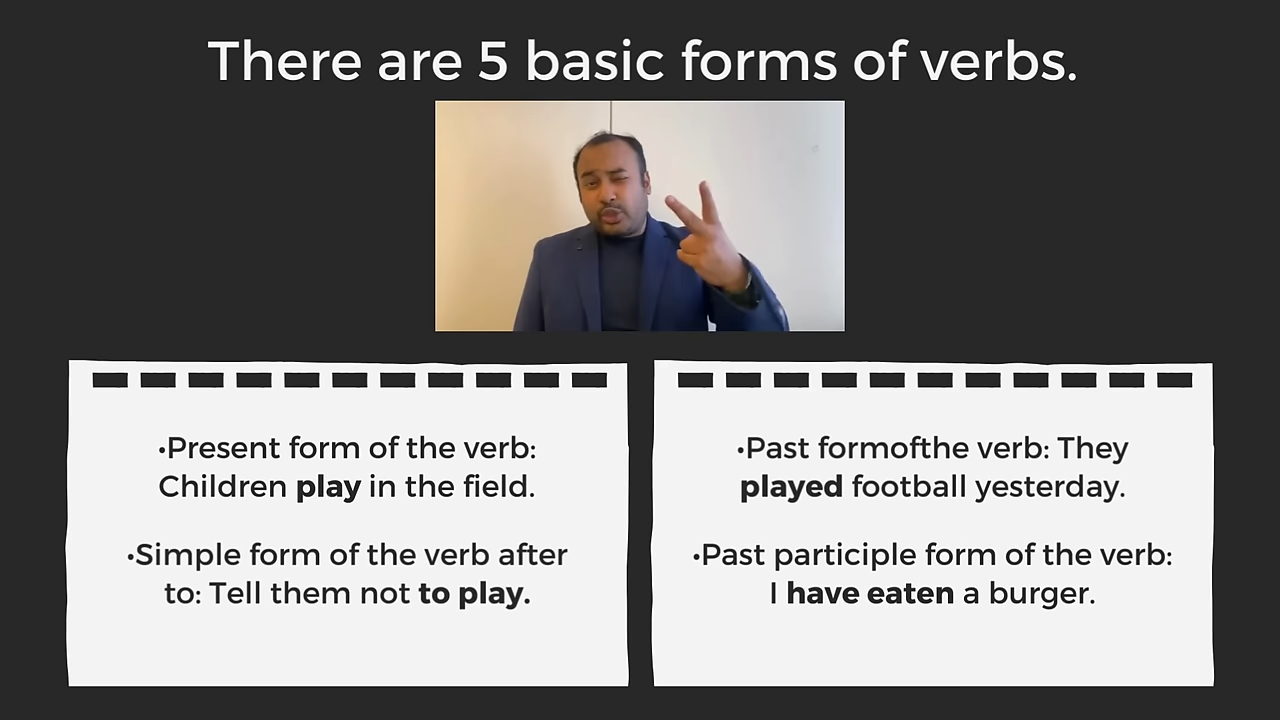 There are 5 basic forms of verbs.
•Present form of the verb:
Children play in the field.
•Simple form of the verb after
to: Tell them not to play.
•Past formofthe verb: They
played football yesterday.
•Past participle form of the verb:
I have eaten a burger.